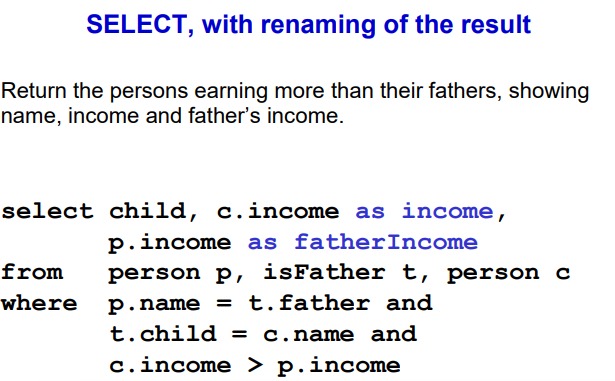 SELECT, with renaming of the result
Return the persons earning more than their fathers, showing
name, income and father’s income.
select child, c.income as income,
p.income as fatherIncome
from person p, isFather t, person c
where p.name = t.father and
t.child = c.name and
c.income > p.income